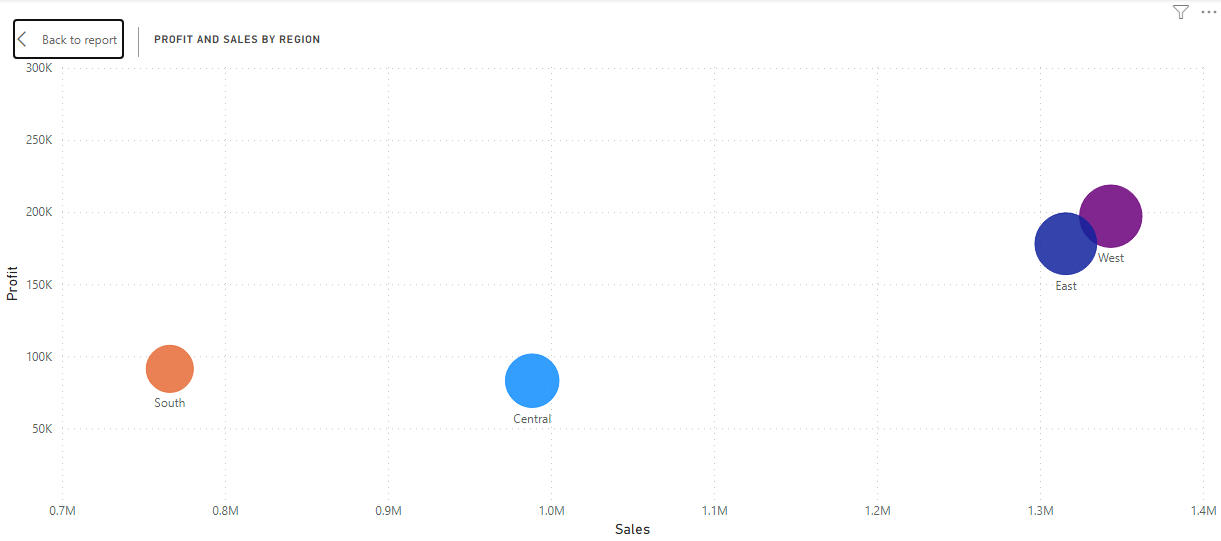 Back to report
PROFIT AND SALES BY REGION
300K
250K
200K
150K
100K
50K
Profit
West
East
South
Central
0.7M 0.8M 0.9M 1.0M 1.1M 1.2M 1.3M 1.4M
Sales